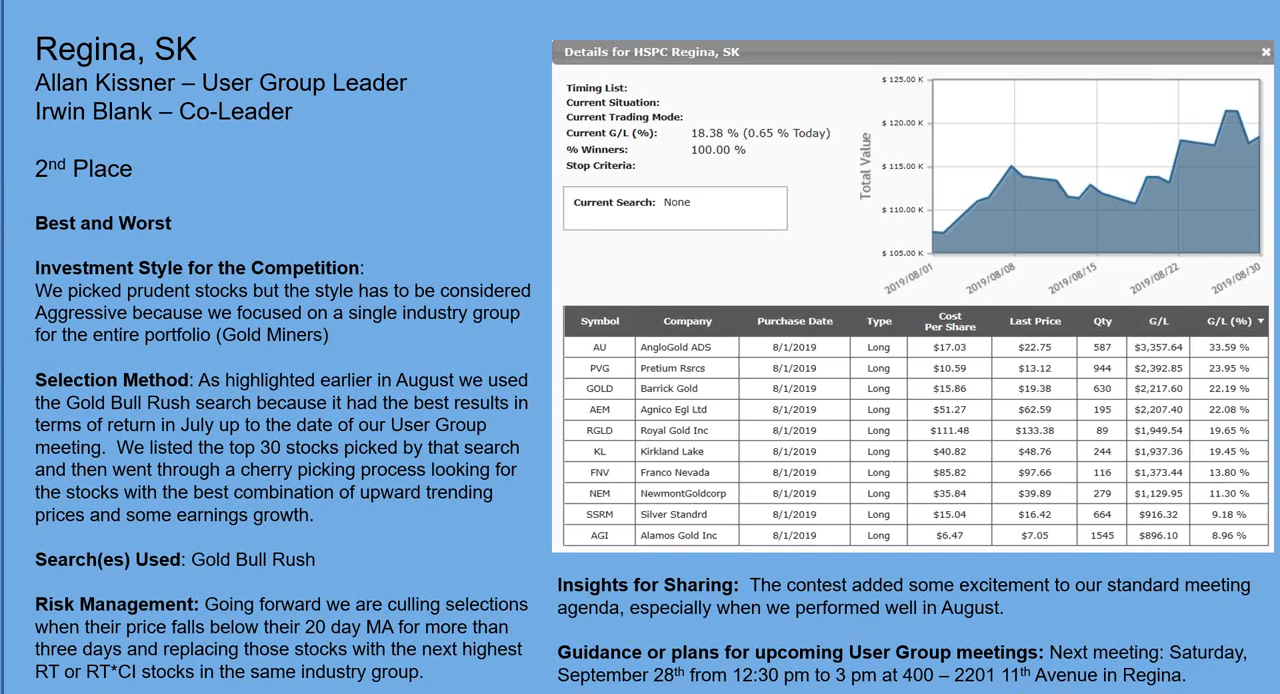 Regina, SK
Allan Kissner – User Group Leader
Irwin Blank – Co-Leader
2nd Place
Best and Worst
Investment Style for the Competition:
We picked prudent stocks but the style has to be considered
Aggressive because we focused on a single industry group
for the entire portfolio (Gold Miners)
Selection Method: As highlighted earlier in August we used
the Gold Bull Rush search because it had the best results in
terms of return in July up to the date of our User Group
meeting.  We listed the top 30 stocks picked by that search
and then went through a cherry picking process looking for
the stocks with the best combination of upward trending
prices and some earnings growth.
Search(es) Used: Gold Bull Rush
Risk Management: Going forward we are culling selections
when their price falls below their 20 day MA for more than
three days and replacing those stocks with the next highest
RT or RT*CI stocks in the same industry group.
Details for HSPC Regina, SK
Timing List:
Current Situation:
Current Trading Mode:
Current G/L (%): 18.38 % (0.65 % Today)
% Winners: 100.00 %
Stop Criteria:
Current Search: None
Total Value
$ 125.00 K
$ 120.00 K
$ 115.00 K
$ 110.00 K
$ 105.00 K
2019/08/01 2019/08/08 2019/08/15 2019/08/22 2019/08/30
Symbol Company Purchase Date Type Cost Per Share Last Price Qty G/L G/L (%)
AU AngloGold ADS 8/1/2019 Long $17.03 $22.75 587 $3,357.64 33.59 %
PVG Pretium Rsrcs 8/1/2019 Long $10.59 $13.12 944 $2,392.85 23.95 %
GOLD Barrick Gold 8/1/2019 Long $15.86 $19.38 630 $2,217.60 22.19 %
AEM Agnico Egl Ltd 8/1/2019 Long $51.27 $62.59 195 $2,207.40 22.08 %
RGLD Royal Gold Inc 8/1/2019 Long $111.48 $133.38 89 $1,949.54 19.65 %
KL Kirkland Lake 8/1/2019 Long $40.82 $48.76 244 $1,937.36 19.45 %
FNV Franco Nevada 8/1/2019 Long $85.82 $97.66 116 $1,373.44 13.80 %
NEM NewmontGoldcorp 8/1/2019 Long $35.84 $39.89 279 $1,129.95 11.30 %
SSRM Silver Standrd 8/1/2019 Long $15.04 $16.42 664 $916.32 9.18 %
AGI Alamos Gold Inc 8/1/2019 Long $6.47 $7.05 1545 $896.10 8.96 %
Insights for Sharing:  The contest added some excitement to our standard meeting
agenda, especially when we performed well in August.
Guidance or plans for upcoming User Group meetings: Next meeting: Saturday,
September 28th from 12:30 pm to 3 pm at 400 – 2201 11th Avenue in Regina.